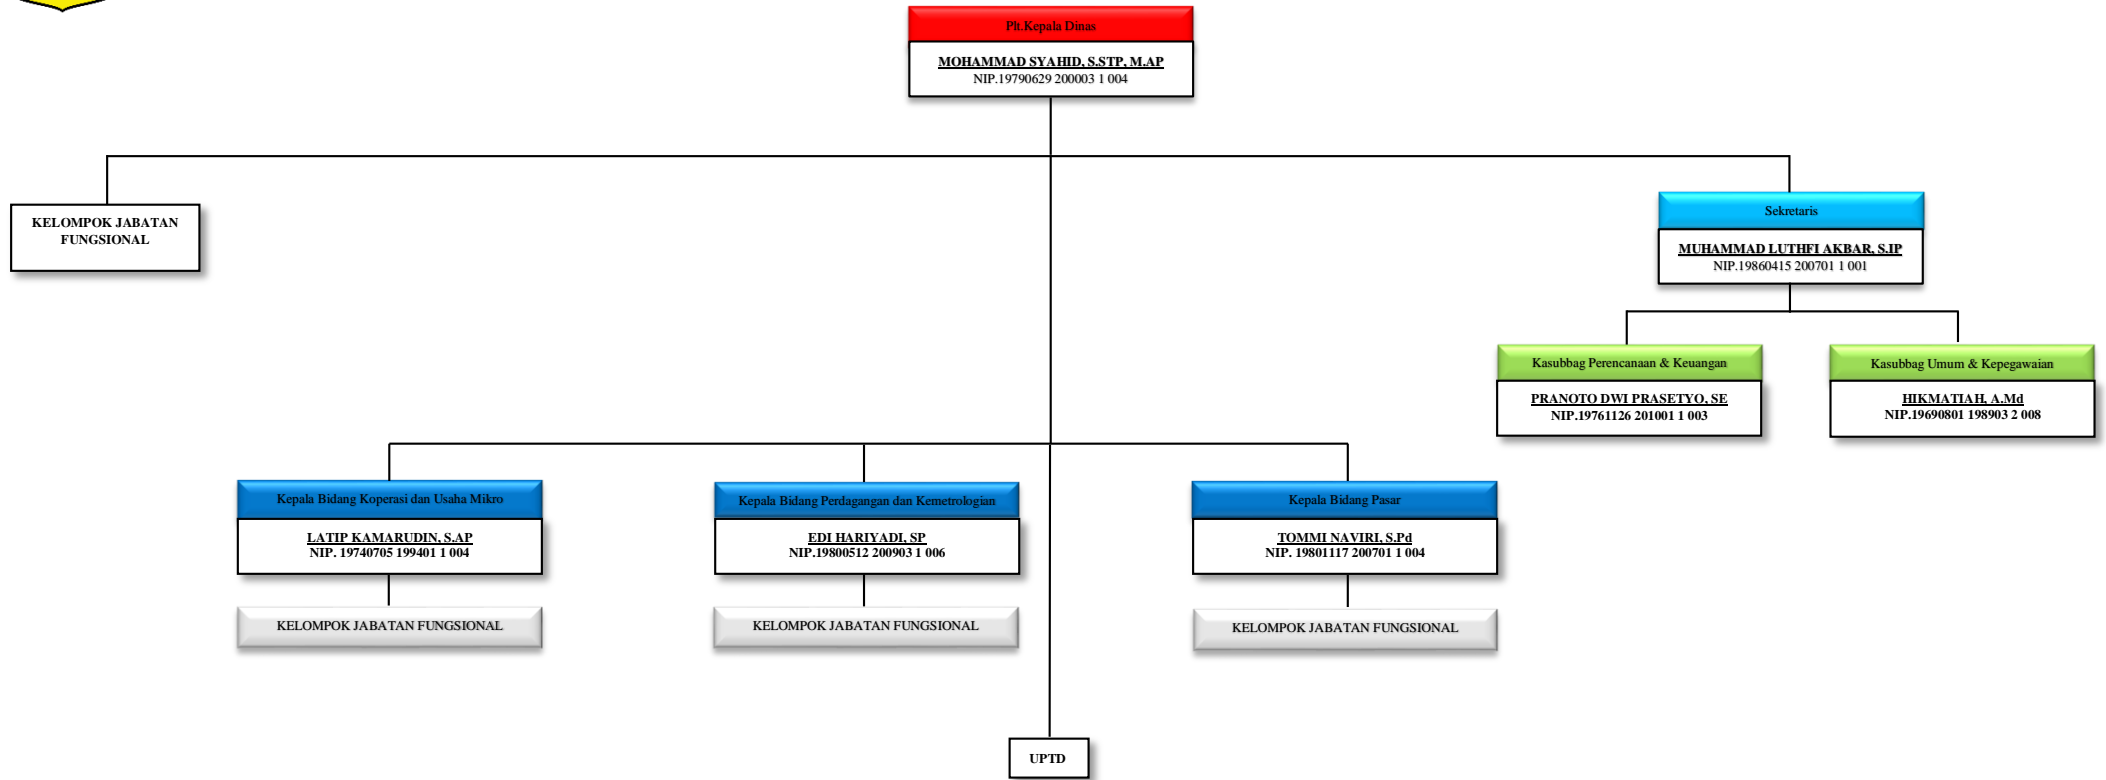 Plt.Kepala Dinas
MOHAMMAD SYAHID, S.STP, M.AP
NIP.19790629 200003 1 004
KELOMPOK JABATAN
FUNGSIONAL
Sekretaris
MUHAMMAD LUTHFI AKBAR, S.IP
NIP.19860415 200701 1 001
Kasubbag Perencanaan & Keuangan
PRANOTO DWI PRASETYO, SE
NIP.19761126 201001 1 003
Kasubbag Umum & Kepegawaian
HIKMATIAH, A.Md
NIP.19690801 198903 2 008
Kepala Bidang Koperasi dan Usaha Mikro
LATIP KAMARUDIN, S.AP
NIP. 19740705 199401 1 004
KELOMPOK JABATAN FUNGSIONAL
Kepala Bidang Perdagangan dan Kemetrologian
EDI HARIYADI, SP
NIP.19800512 200903 1 006
KELOMPOK JABATAN FUNGSIONAL
Kepala Bidang Pasar
TOMMI NAVIRI, S.Pd
NIP. 19801117 200701 1 004
KELOMPOK JABATAN FUNGSIONAL
UPTD